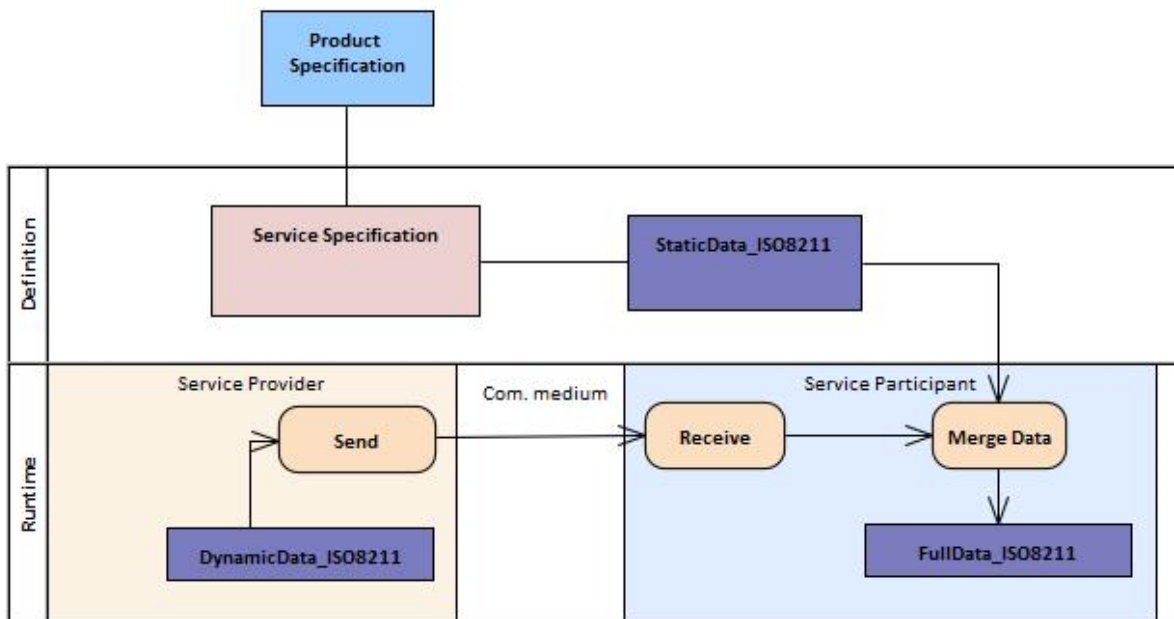 Product
Specification
Definition
Service Specification
StaticData_ISO8211
Runtime
Service Provider
Com. medium
Service Participant
Send
Receive
Merge Data
DynamicData_ISO8211
FullData_ISO8211